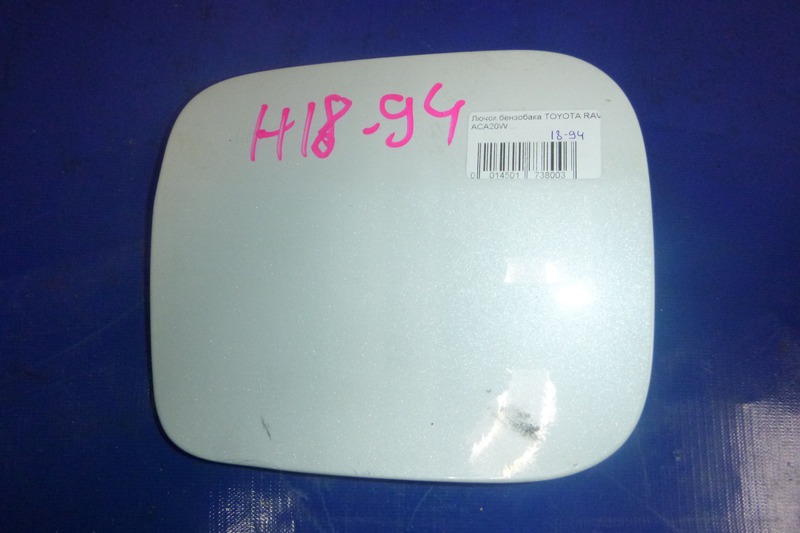 H18-94
Лючок бензобака TOYOTA RAV
ACA20W...
18-94
0 014501 738003